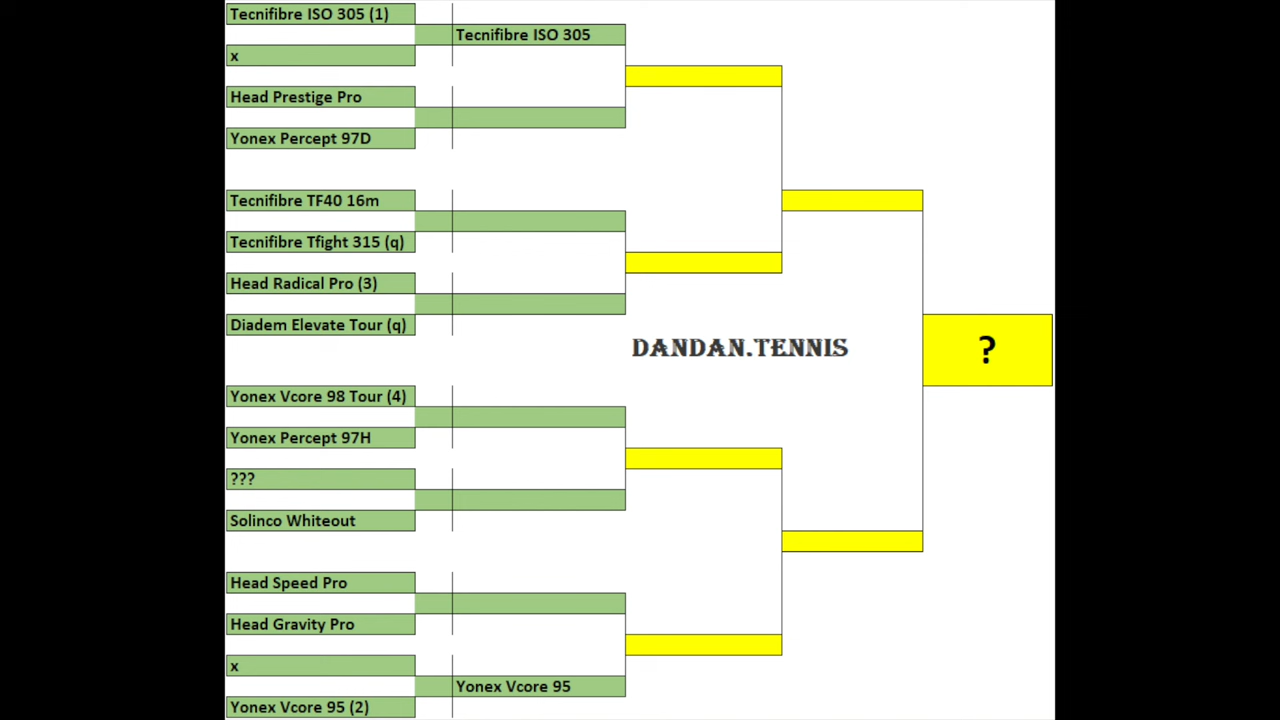 Tecnifibre ISO 305 (1)
Tecnifibre ISO 305
x
Head Prestige Pro
Yonex Percept 97D
Tecnifibre TF40 16m
Tecnifibre Tfight 315 (q)
Head Radical Pro (3)
Diadem Elevate Tour (q)
DANDAN.TENNIS
?
Yonex Vcore 98 Tour (4)
Yonex Percept 97H
???
Solinco Whiteout
Head Speed Pro
Head Gravity Pro
x
Yonex Vcore 95
Yonex Vcore 95 (2)